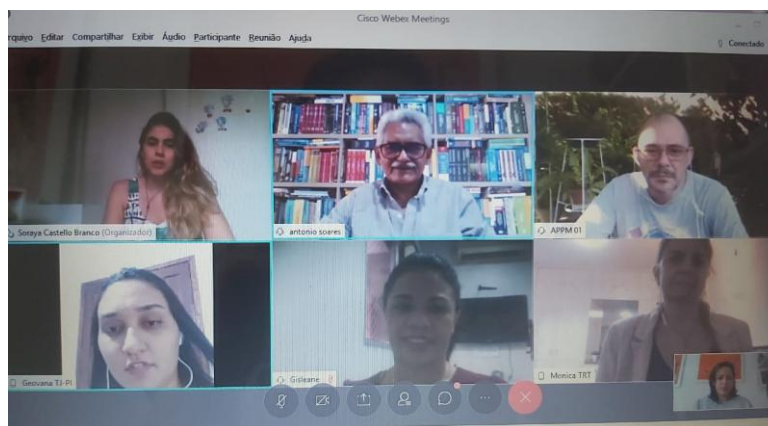 Cisco Webex Meetings
rquivo Editar Compartilhar Exibir Áudio Participante Reunião Ajuda
Conectado
Soraya Castello Branco (Organizador)
antonio soares
APPM 01
Geovana TJ-PI
Gisleane
Monica TRT